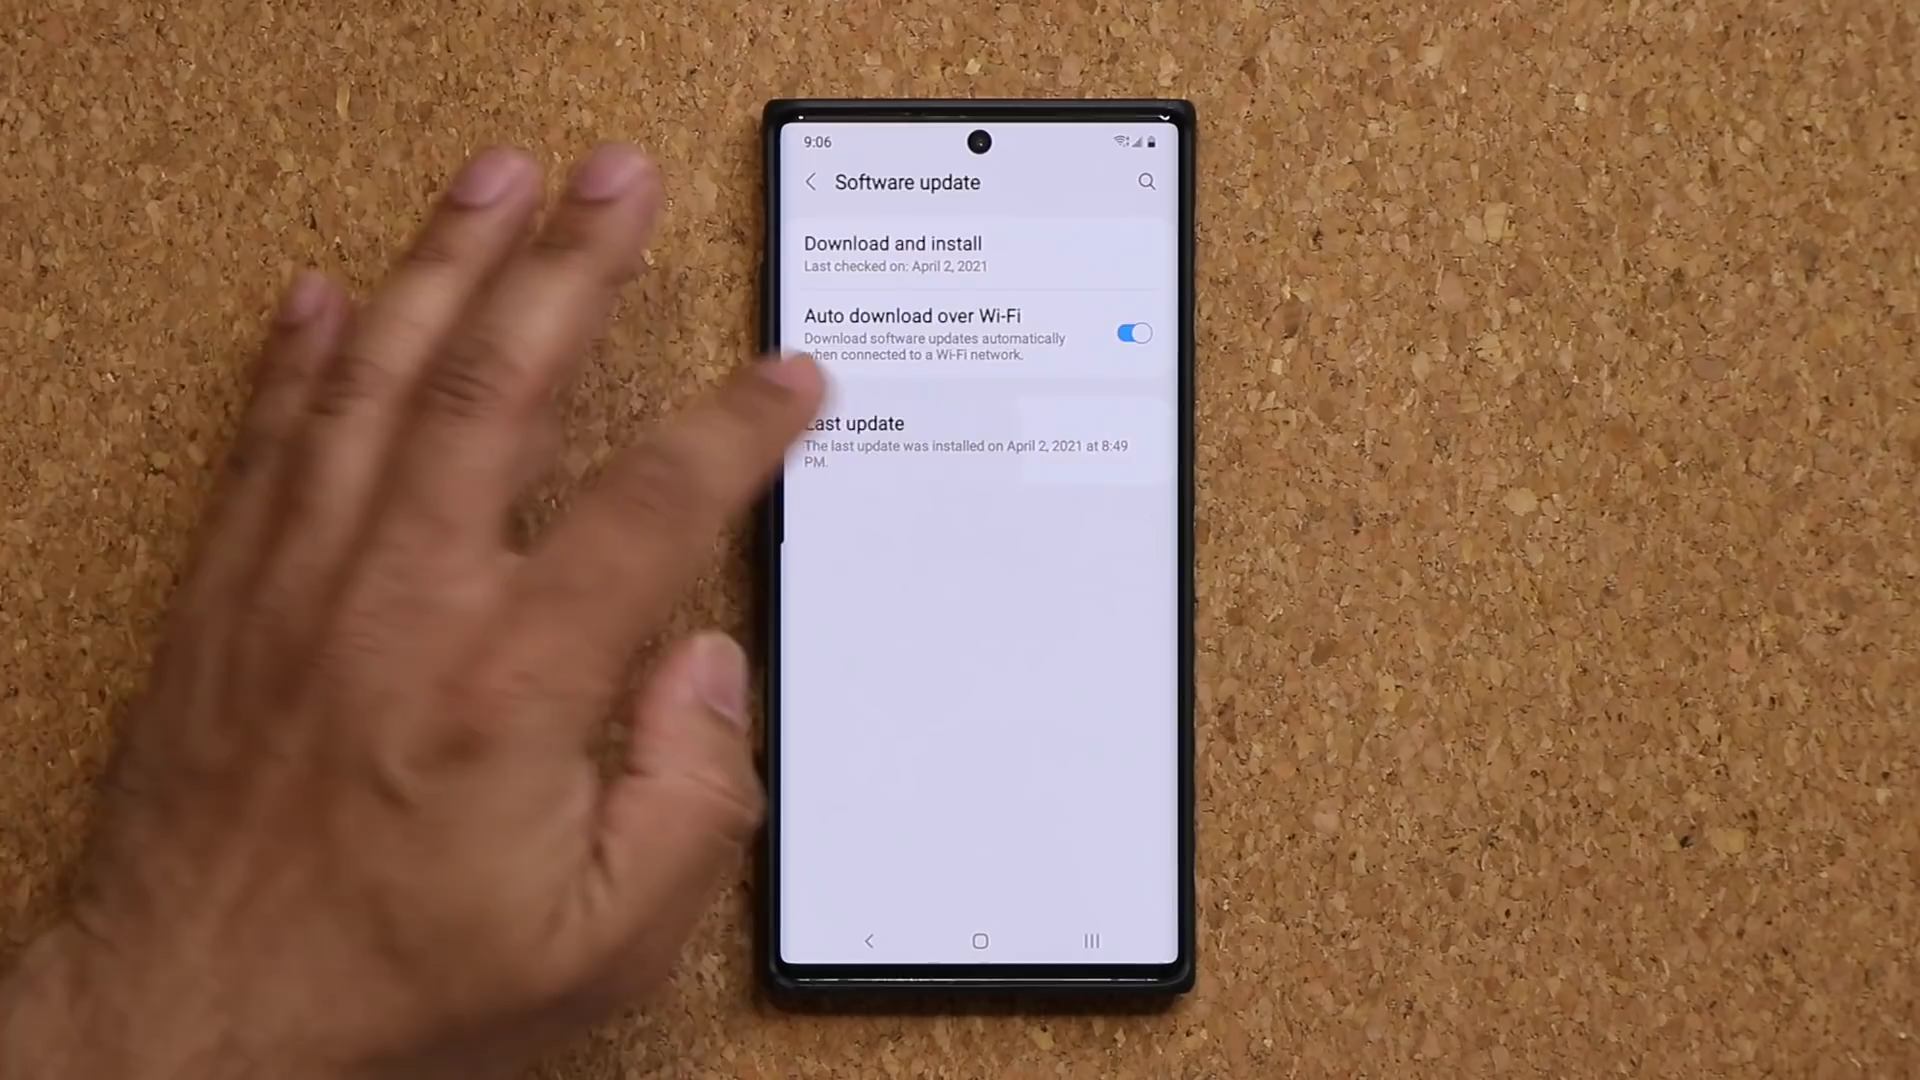 9:06
Software update
Download and install
Last checked on: April 2, 2021
Auto download over Wi-Fi
Download software updates automatically
when connected to a Wi-Fi network.
Last update
The last update was installed on April 2, 2021 at 8:49
PM.